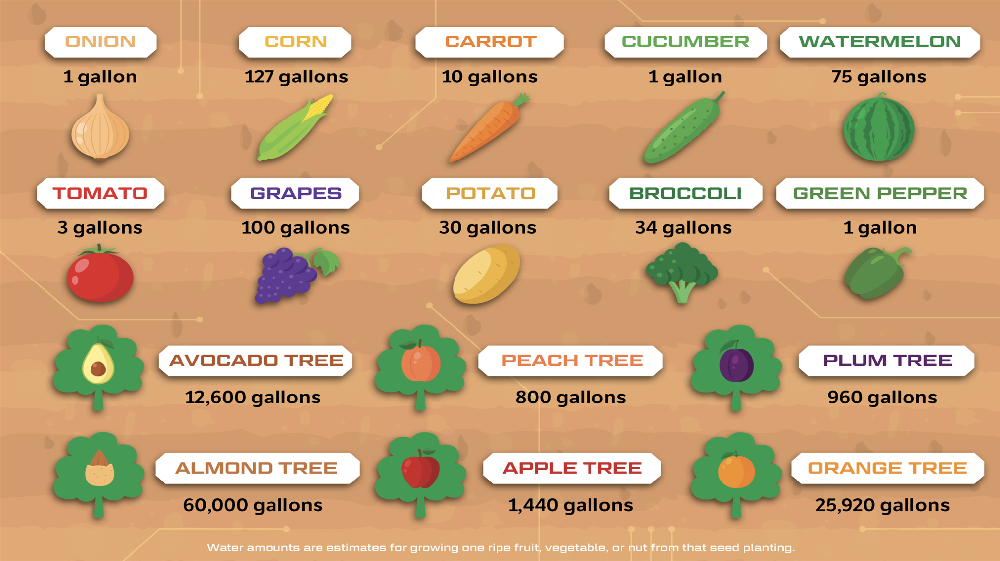 ONION
1 gallon
CORN
127 gallons
CARROT
10 gallons
CUCUMBER
1 gallon
WATERMELON
75 gallons
TOMATO
3 gallons
GRAPES
100 gallons
POTATO
30 gallons
BROCCOLI
34 gallons
GREEN PEPPER
1 gallon
AVOCADO TREE
12,600 gallons
PEACH TREE
800 gallons
PLUM TREE
960 gallons
ALMOND TREE
60,000 gallons
APPLE TREE
1,440 gallons
ORANGE TREE
25,920 gallons
Water amounts are estimates for growing one ripe fruit, vegetable, or nut from that seed planting.